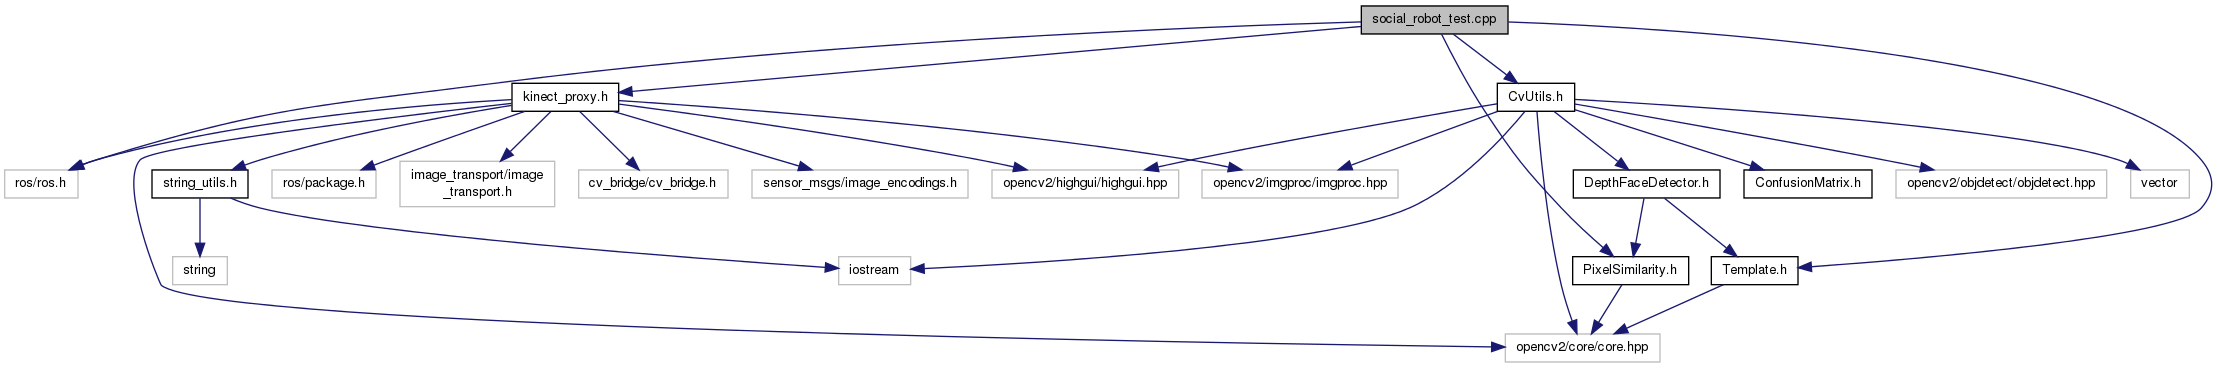 social_robot_test.cpp
kinect_proxy.h
CvUtils.h
ros/ros.h
string_utils.h
ros/package.h
image_transport/image
_transport.h
cv_bridge/cv_bridge.h
sensor_msgs/image_encodings.h
opencv2/highgui/highgui.hpp
opencv2/imgproc/imgproc.hpp
DepthFaceDetector.h
ConfusionMatrix.h
opencv2/objdetect/objdetect.hpp
vector
string
iostream
PixelSimilarity.h
Template.h
opencv2/core/core.hpp